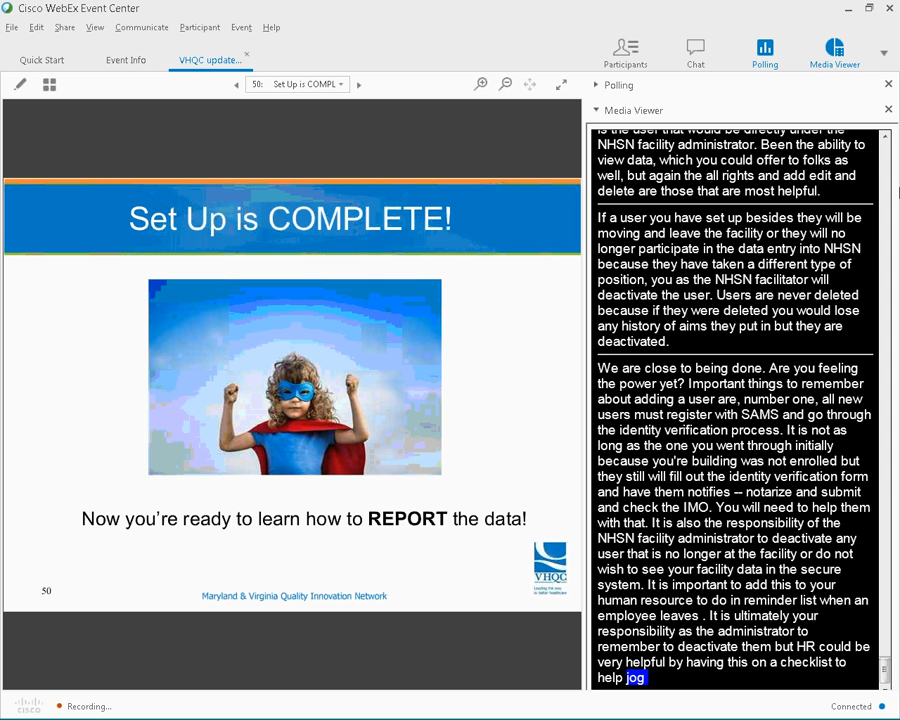 Cisco WebEx Event Center
File Edit Share View Communicate Participant Event Help
Quick Start Event Info VHQC update...
Participants Chat Polling Media Viewer
50: Set Up is COMPL
Polling
Media Viewer
Set Up is COMPLETE!
Now you're ready to learn how to REPORT the data!
VHQC
50
Maryland & Virginia Quality Innovation Network
is the user that would be directly under the
NHSN facility administrator. Been the ability to
view data, which you could offer to folks as
well, but again the all rights and add edit and
delete are those that are most helpful.
If a user you have set up besides they will be
moving and leave the facility or they will no
longer participate in the data entry into NHSN
because they have taken a different type of
position, you as the NHSN facilitator will
deactivate the user. Users are never deleted
because if they were deleted you would lose
any history of aims they put in but they are
deactivated.
We are close to being done. Are you feeling
the power yet? Important things to remember
about adding a user are, number one, all new
users must register with SAMS and go through
the identity verification process. It is not as
long as the one you went through initially
because you're building was not enrolled but
they still will fill out the identity verification form
and have them notifies -- notarize and submit
and check the IMO. You will need to help them
with that. It is also the responsibility of the
NHSN facility administrator to deactivate any
user that is no longer at the facility or do not
wish to see your facility data in the secure
system. It is important to add this to your
human resource to do in reminder list when an
employee leaves . It is ultimately your
responsibility as the administrator to
remember to deactivate them but HR could be
very helpful by having this on a checklist to
help jog
cisco
Recording...
Connected